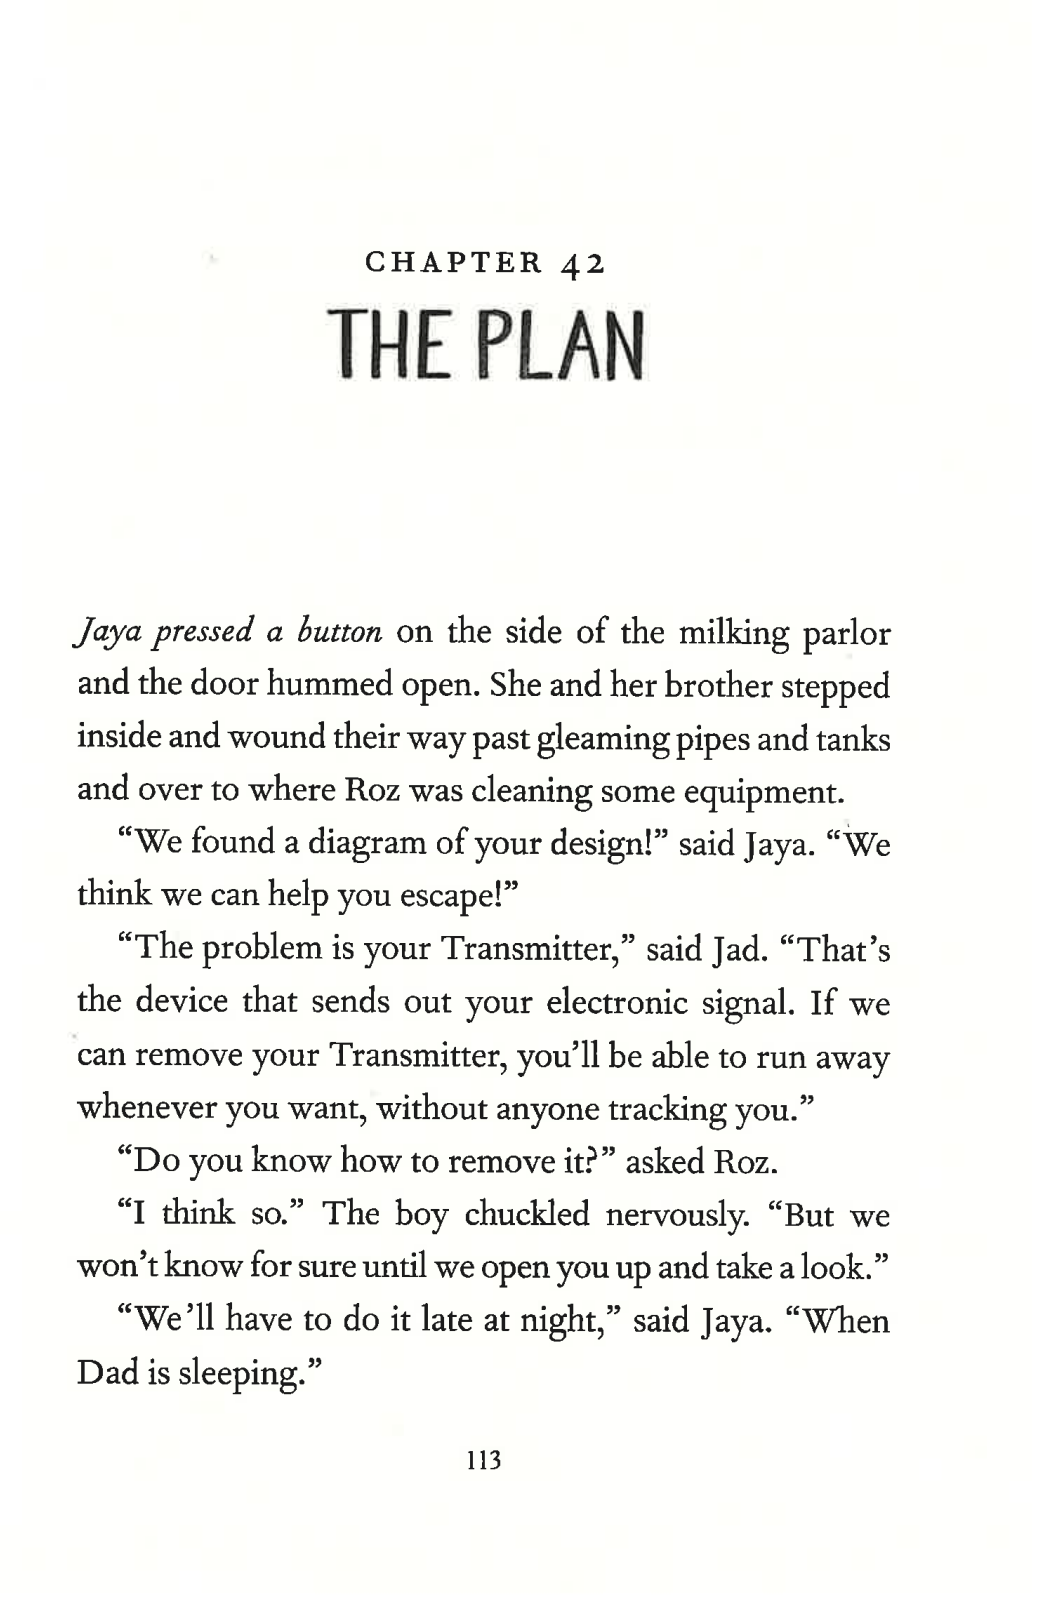 CHAPTER 42
THE PLAN
Jaya pressed a button on the side of the milking parlor
and the door hummed open. She and her brother stepped
inside and wound their way past gleaming pipes and tanks
and over to where Roz was cleaning some equipment.
“We found a diagram of your design!” said Jaya. “We
think we can help you escape!”
“The problem is your Transmitter,” said Jad. “That’s
the device that sends out your electronic signal. If we
can remove your Transmitter, you’ll be able to run away
whenever you want, without anyone tracking you.”
“Do you know how to remove it?” asked Roz.
“I think so.” The boy chuckled nervously. “But we
won’t know for sure until we open you up and take a look.”
“We’ll have to do it late at night,” said Jaya. “When
Dad is sleeping.”
113